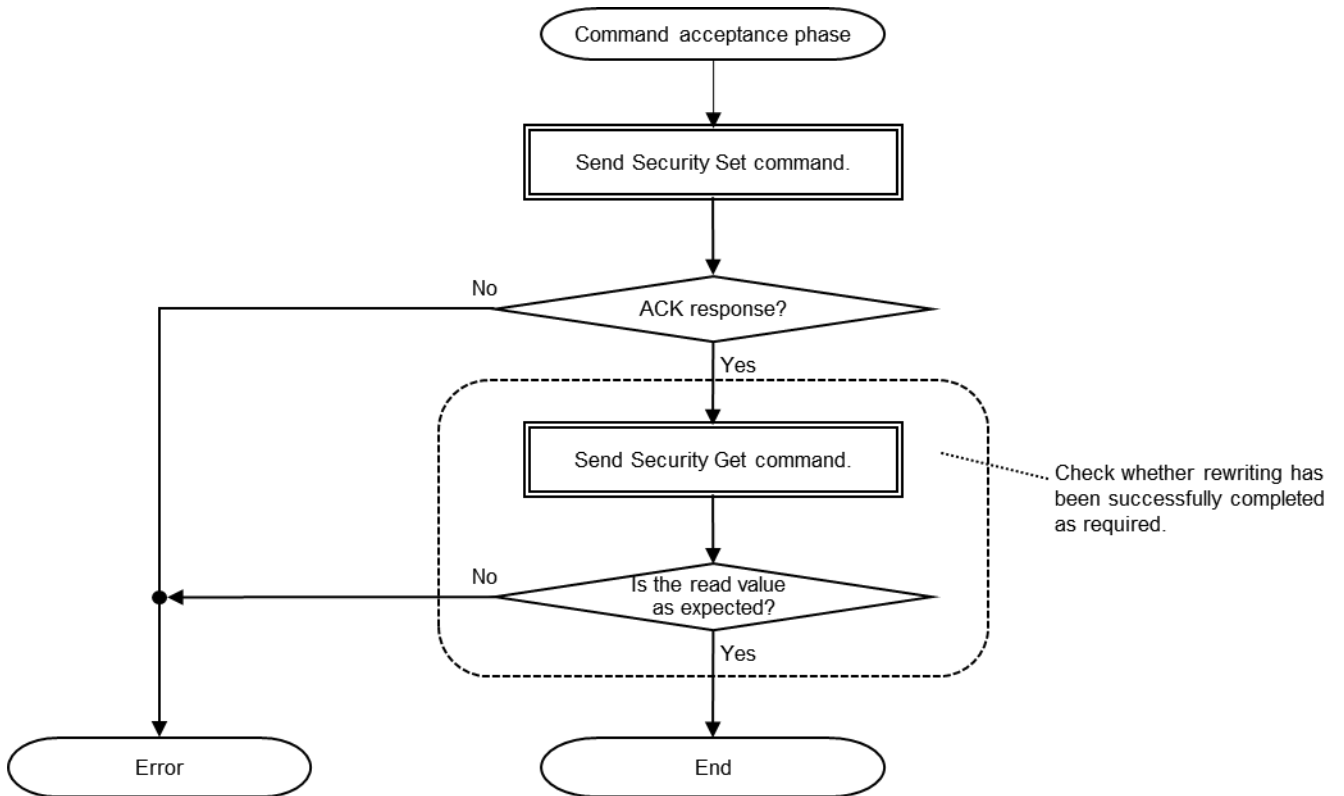 Command acceptance phase
Send Security Set command.
No
ACK response?
Yes
Send Security Get command.
Check whether rewriting has
been successfully completed
as required.
No
Is the read value
as expected?
Yes
Error
End